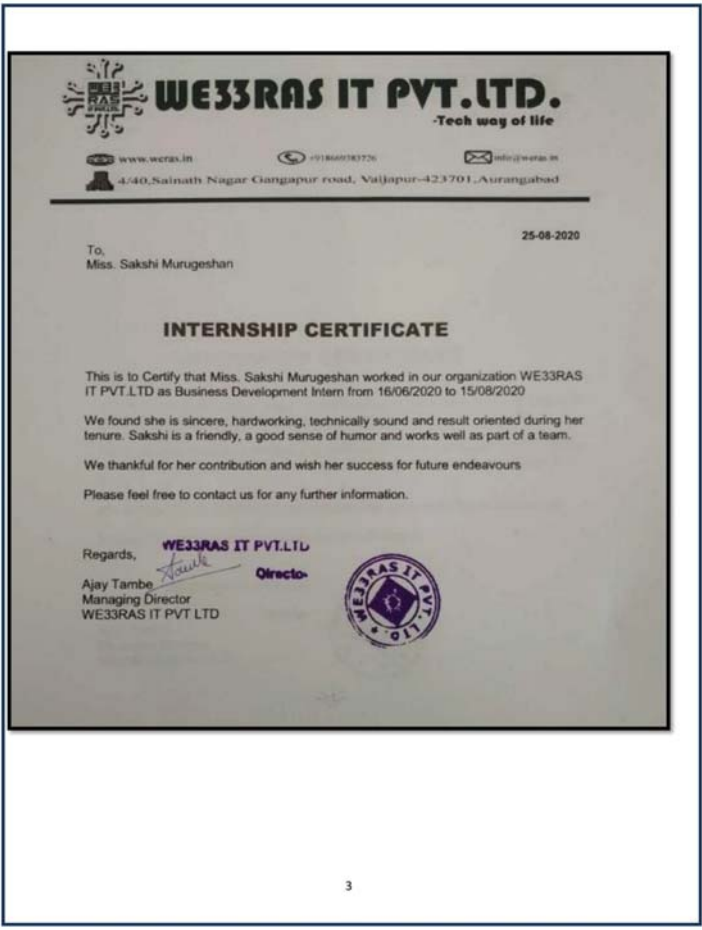 WEE
RAS
WE33RAS IT PVT.LTD.
-Tech way of life
www.weras.in +918669783726 info@weras.in
4/40,Sainath Nagar Gangapur road, Vaijapur-423701,Aurangabad
25-08-2020
To,
Miss. Sakshi Murugeshan
INTERNSHIP CERTIFICATE
This is to Certify that Miss. Sakshi Murugeshan worked in our organization WE33RAS
IT PVT.LTD as Business Development Intern from 16/06/2020 to 15/08/2020
We found she is sincere, hardworking, technically sound and result oriented during her
tenure. Sakshi is a friendly, a good sense of humor and works well as part of a team.
We thankful for her contribution and wish her success for future endeavours
Please feel free to contact us for any further information.
WE33RAS IT PVT.LTD
Regards,
Director
Ajay Tambe
Managing Director
WE33RAS IT PVT LTD
WE33RAS IT PVT. LTD.
3